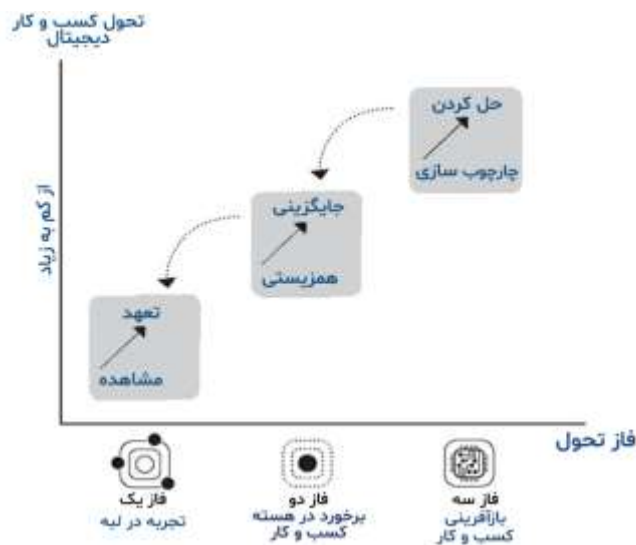 تحول کسب و کار
دیجیتال
از کم به زیاد
حل کردن
چارچوب سازی
جایگزینی
همزیستی
تعهد
مشاهده
فاز تحول
فاز سه
بازآفرینی
کسب و کار
فاز دو
برخورد در هسته
کسب و کار
فاز یک
تجربه در لبه